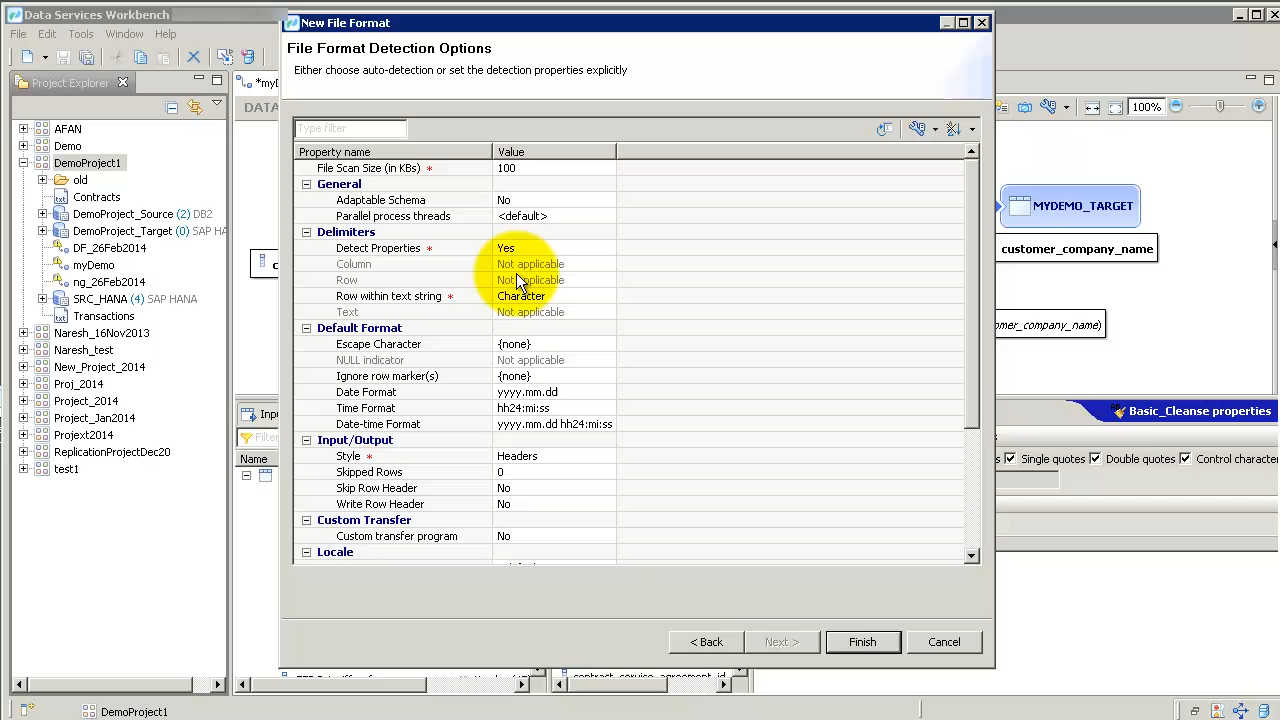 Data Services Workbench
File Edit Tools Window Help
Project Explorer
AFAN
Demo
DemoProject1
old
Contracts
DemoProject_Source (2) DB2
DemoProject_Target (0) SAP HA
DF_26Feb2014
myDemo
ng_26Feb2014
SRC_HANA (4) SAP HANA
Transactions
Naresh_16Nov2013
Naresh_test
New_Project_2014
Proj_2014
Project_2014
Project_Jan2014
Projext2014
ReplicationProjectDec20
test1
*myD
DATA
c
Inp
Filter
Name
New File Format
File Format Detection Options
Either choose auto-detection or set the detection properties explicitly
Type filter
Property name Value
File Scan Size (in KBs) * 100
General
Adaptable Schema No
Parallel process threads <default>
Delimiters
Detect Properties * Yes
Column Not applicable
Row Not applicable
Row within text string * Character
Text Not applicable
Default Format
Escape Character {none}
NULL indicator Not applicable
Ignore row marker(s) {none}
Date Format yyyy.mm.dd
Time Format hh24:mi:ss
Date-time Format yyyy.mm.dd hh24:mi:ss
Input/Output
Style * Headers
Skipped Rows 0
Skip Row Header No
Write Row Header No
Custom Transfer
Custom transfer program No
Locale
< Back Next > Finish Cancel
100%
MYDEMO_TARGET
customer_company_name
omer_company_name)
Basic_Cleanse properties
s Single quotes Double quotes Control character
contract_service_agreement_id
DemoProject1